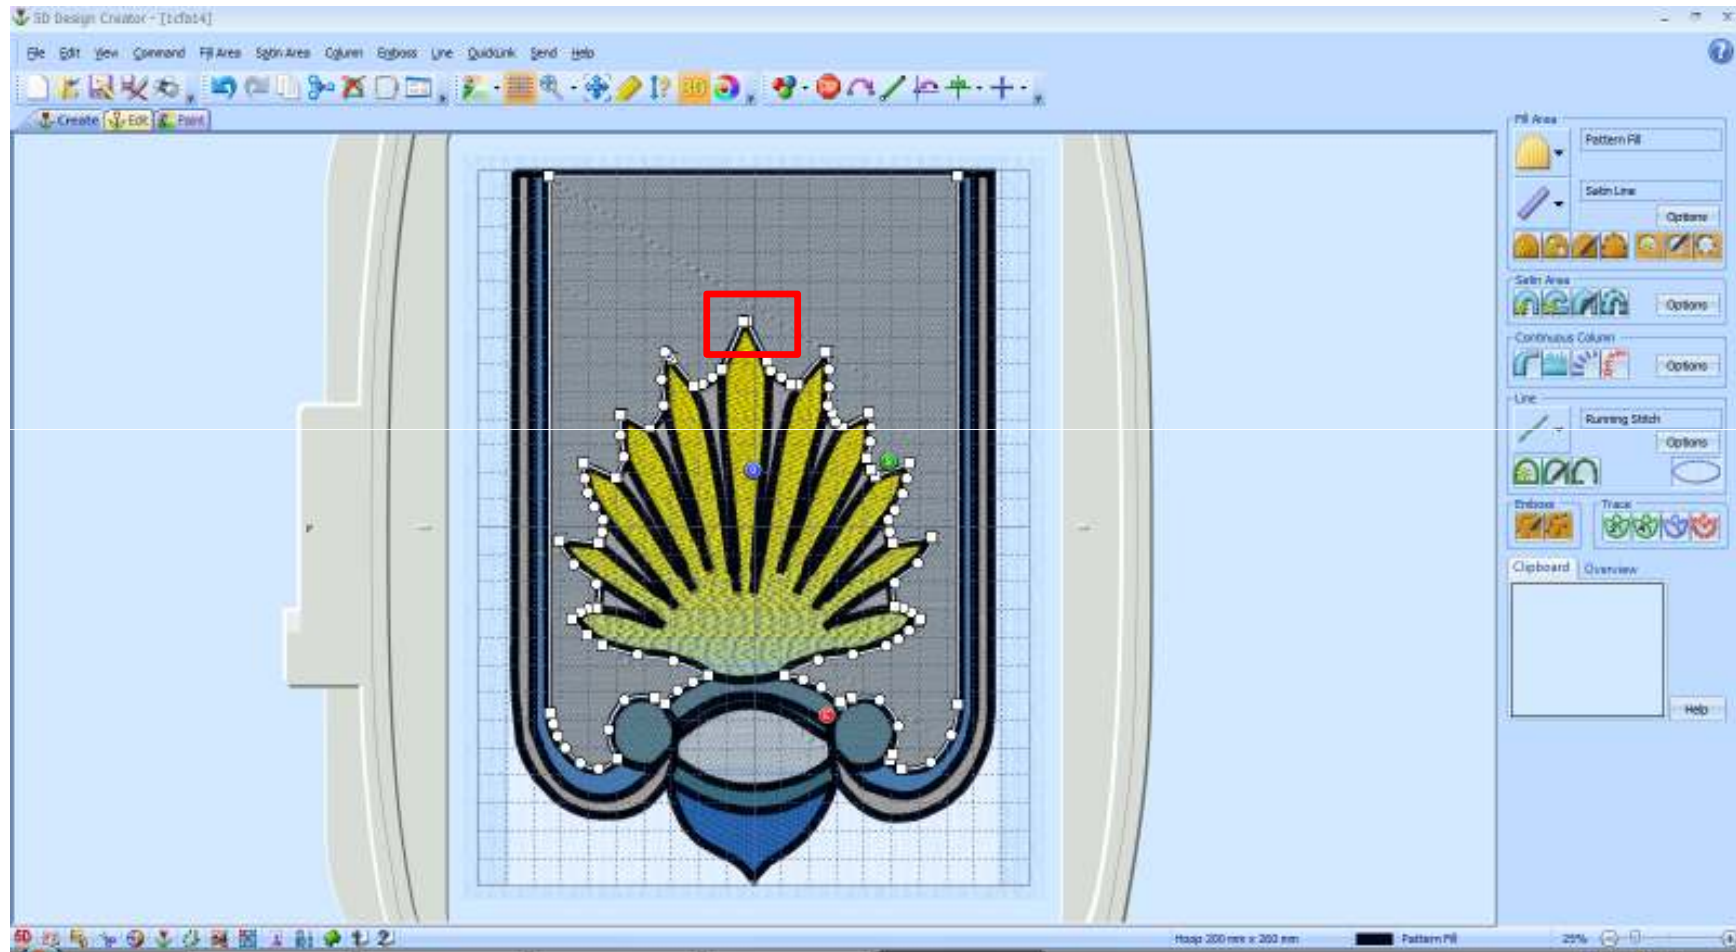 5D Design Creator - [tcfat4]
File Edit View Command Fill Area Satin Area Column Emboss Line QuickLink Send Help
Create Edit Paint
Fill Area
Pattern Fill
Satin Line
Options
Satin Area
Options
Continuous Column
Options
Line
Running Stitch
Options
Emboss Trace
Clipboard Overview
Help
Hoop 200 mm x 260 mm Pattern Fill 29%